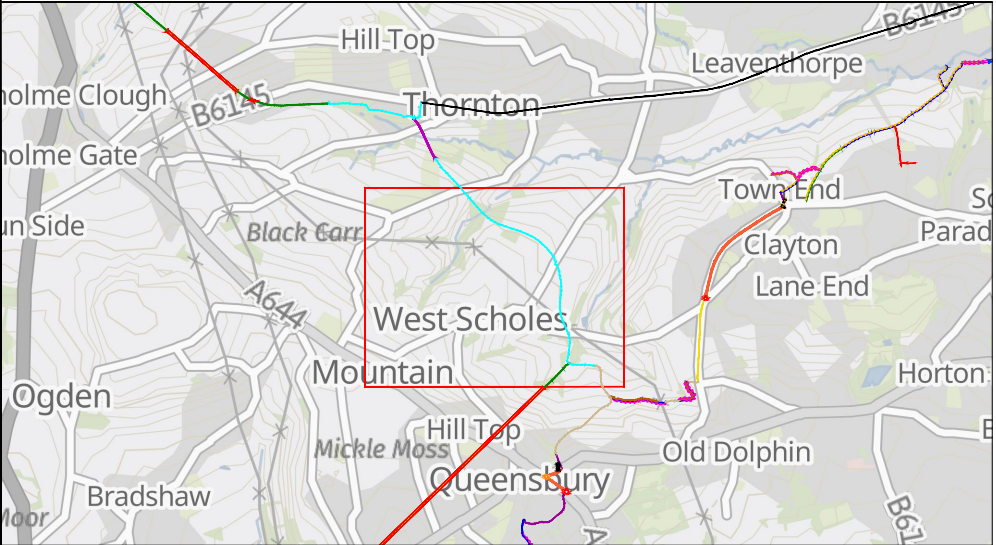 B6145
Hill Top
Leaventhorpe
holme Clough
B6145
Thornton
holme Gate
Town End
un Side
Black Carr
Parad
Clayton
Lane End
A644
West Scholes
Mountain
Horton
Ogden
Hill Top
Mickle Moss
Old Dolphin
Queensbury
Bradshaw
Moor
A
B61